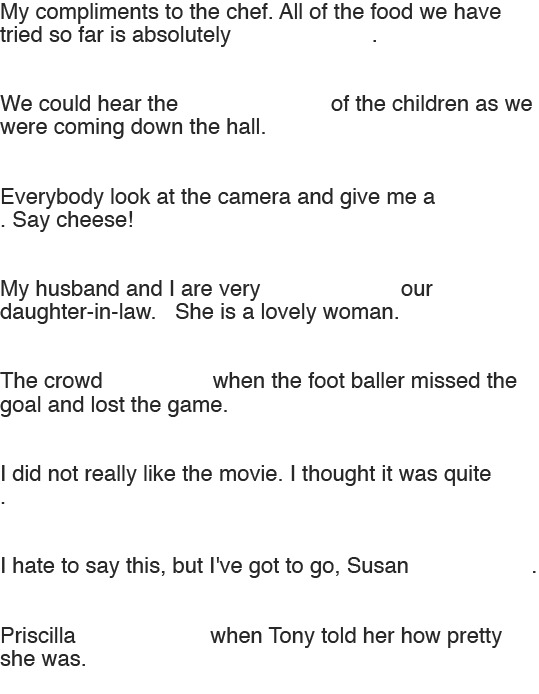 My compliments to the chef. All of the food we have
tried so far is absolutely .
We could hear the of the children as we
were coming down the hall.
Everybody look at the camera and give me a
. Say cheese!
My husband and I are very our
daughter-in-law. She is a lovely woman.
The crowd when the foot baller missed the
goal and lost the game.
I did not really like the movie. I thought it was quite
.
I hate to say this, but I've got to go, Susan .
Priscilla when Tony told her how pretty
she was.